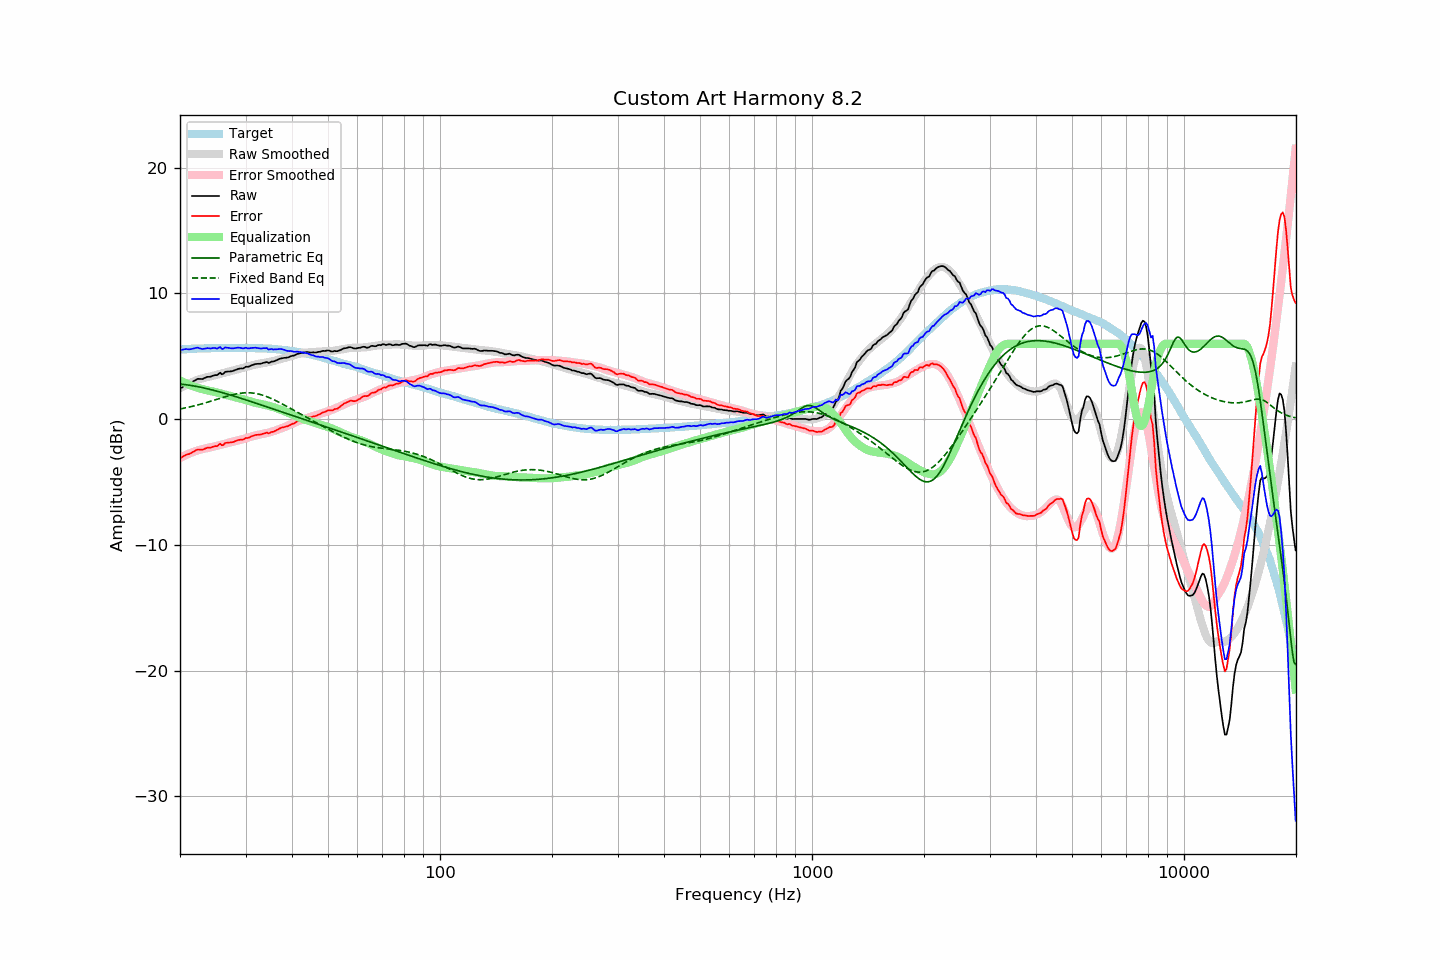 Custom Art Harmony 8.2
Target
Raw Smoothed
Error Smoothed
Raw
Error
Equalization
Parametric Eq
Fixed Band Eq
Equalized
20
10
0
−10
−20
−30
Amplitude (dBr)
100
1000
10000
Frequency (Hz)